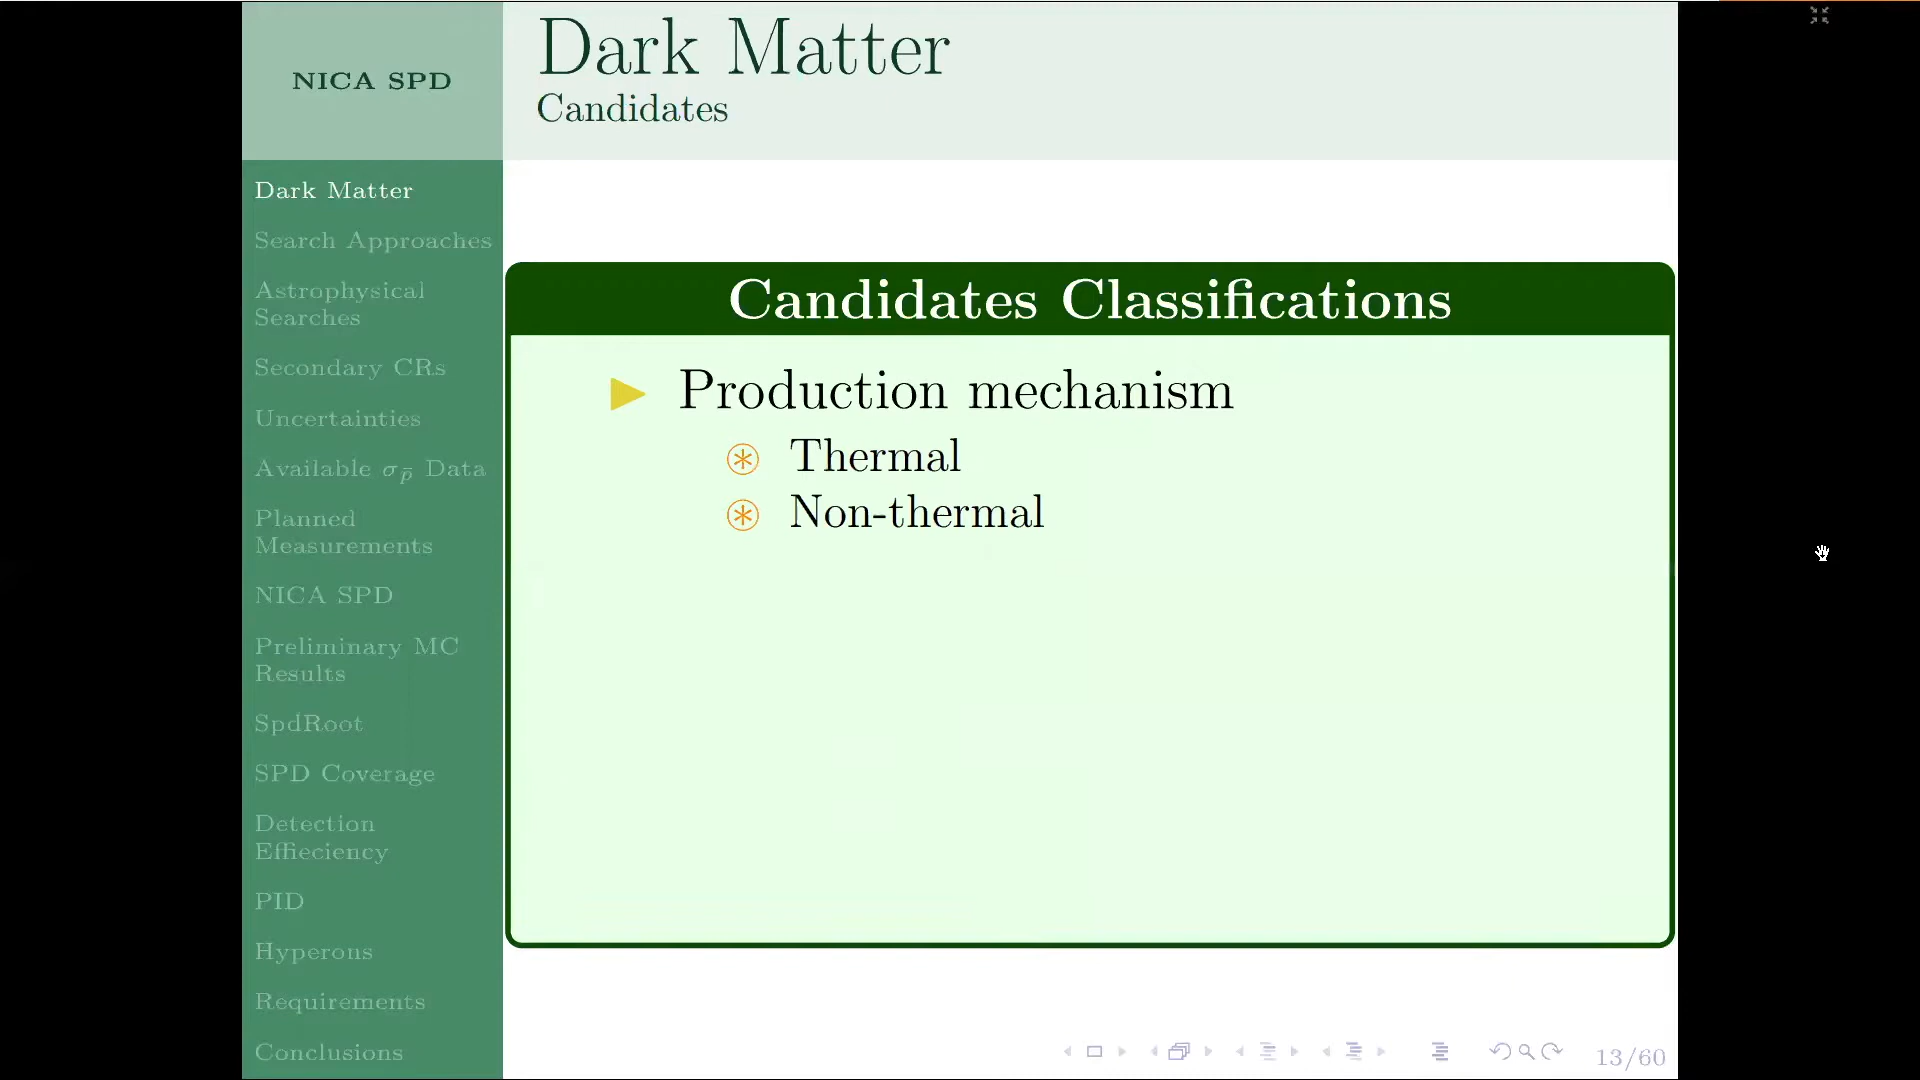 NICA SPD
Dark Matter
Candidates
Dark Matter
Search Approaches
Astrophysical
Searches
Secondary CRs
Uncertainties
Available σ_p̄ Data
Planned
Measurements
NICA SPD
Preliminary MC
Results
SpdRoot
SPD Coverage
Detection
Effieciency
PID
Hyperons
Requirements
Conclusions
Candidates Classifications
Production mechanism
Thermal
Non-thermal
13/60